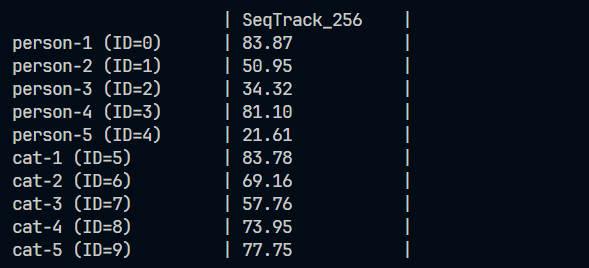 | SeqTrack_256 |
person-1 (ID=0) | 83.87 |
person-2 (ID=1) | 50.95 |
person-3 (ID=2) | 34.32 |
person-4 (ID=3) | 81.10 |
person-5 (ID=4) | 21.61 |
cat-1 (ID=5) | 83.78 |
cat-2 (ID=6) | 69.16 |
cat-3 (ID=7) | 57.76 |
cat-4 (ID=8) | 73.95 |
cat-5 (ID=9) | 77.75 |